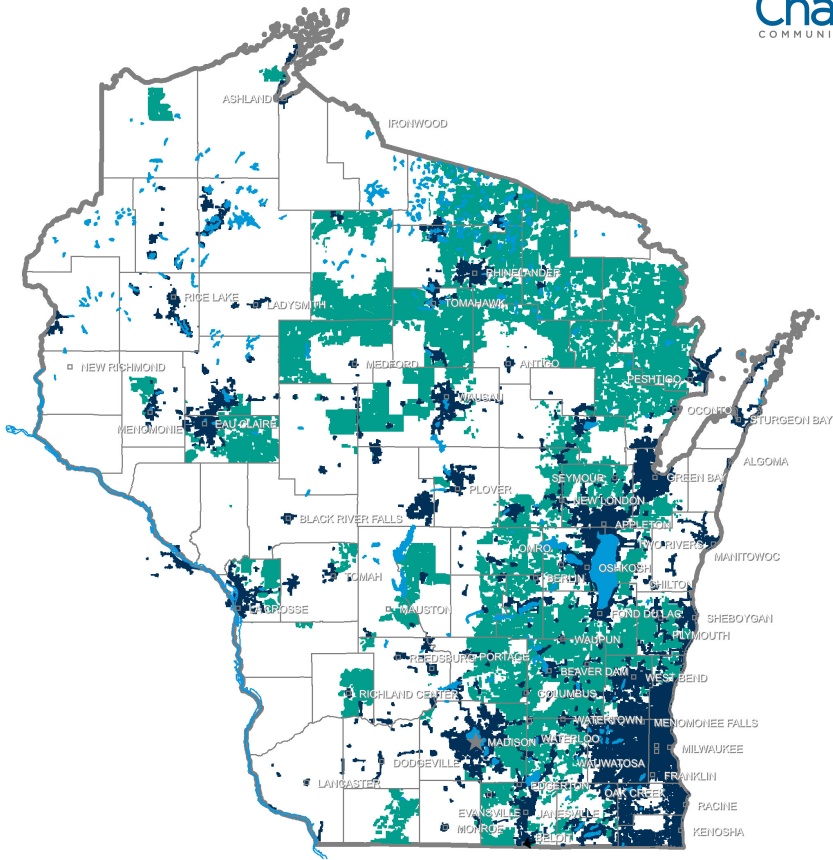 Cha
COMMUNI
ASHLAND
IRONWOOD
RHINELANDER
RICE LAKE
LADYSMITH
TOMAHAWK
NEW RICHMOND
MEDFORD
ANTIGO
PESHTIGO
WAUSAU
OCONTO
STURGEON BAY
MENOMONIE
EAU CLAIRE
ALGOMA
SEYMOUR
GREEN BAY
PLOVER
NEW LONDON
BLACK RIVER FALLS
APPLETON
TWO RIVERS
OMRO
MANITOWOC
OSHKOSH
TOMAH
BERLIN
CHILTON
LA CROSSE
MAUSTON
FOND DU LAC
SHEBOYGAN
PLYMOUTH
WAUPUN
REEDSBURG
PORTAGE
BEAVER DAM
WEST BEND
RICHLAND CENTER
COLUMBUS
WATERTOWN
MENOMONEE FALLS
MADISON
WATERLOO
MILWAUKEE
DODGEVILLE
WAUWATOSA
FRANKLIN
LANCASTER
EDGERTON
OAK CREEK
RACINE
EVANSVILLE
JANESVILLE
MONROE
KENOSHA
BELOIT